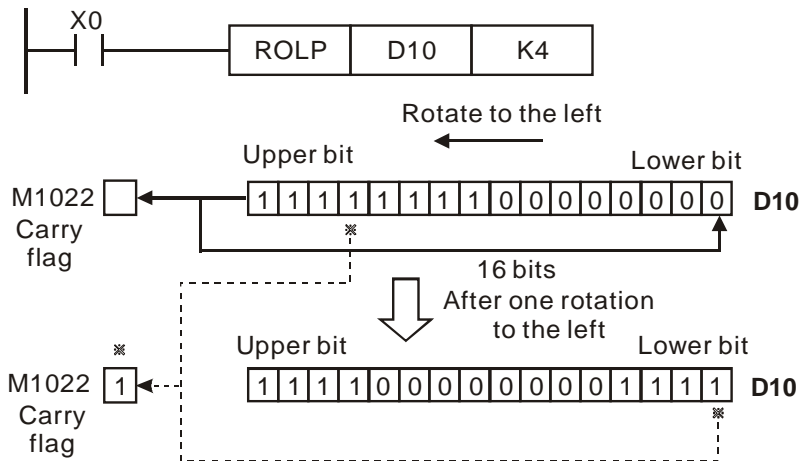 X0
ROLP D10 K4
Rotate to the left
Upper bit Lower bit
M1022 1 1 1 1 1 1 1 1 0 0 0 0 0 0 0 0 D10
Carry
flag
※
16 bits
After one rotation
to the left
※
Upper bit Lower bit
M1022 1 1 1 1 1 0 0 0 0 0 0 0 0 1 1 1 1 D10
Carry
flag
※